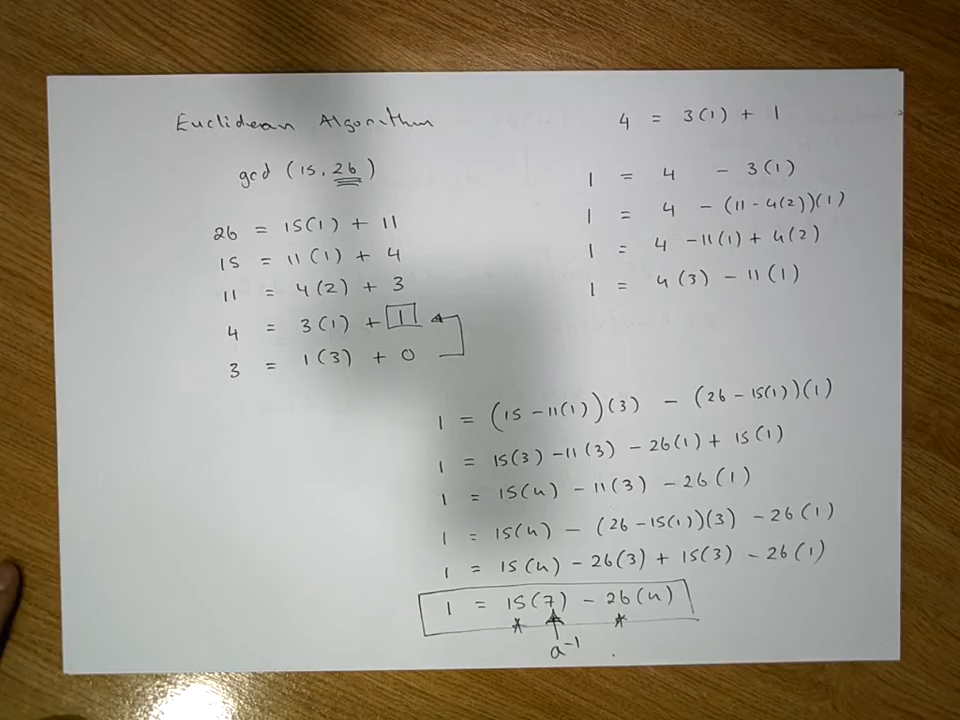 Euclidean Algorithm
gcd (15, 26)
26 = 15(1) + 11
15 = 11(1) + 4
11 = 4(2) + 3
4 = 3(1) + 1
3 = 1(3) + 0
4 = 3(1) + 1
1 = 4 - 3(1)
1 = 4 - (11 - 4(2))(1)
1 = 4 - 11(1) + 4(2)
1 = 4(3) - 11(1)
1 = (15 - 11(1))(3) - (26 - 15(1))(1)
1 = 15(3) - 11(3) - 26(1) + 15(1)
1 = 15(4) - 11(3) - 26(1)
1 = 15(4) - (26 - 15(1))(3) - 26(1)
1 = 15(4) - 26(3) + 15(3) - 26(1)
1 = 15(7) - 26(4)
a⁻¹